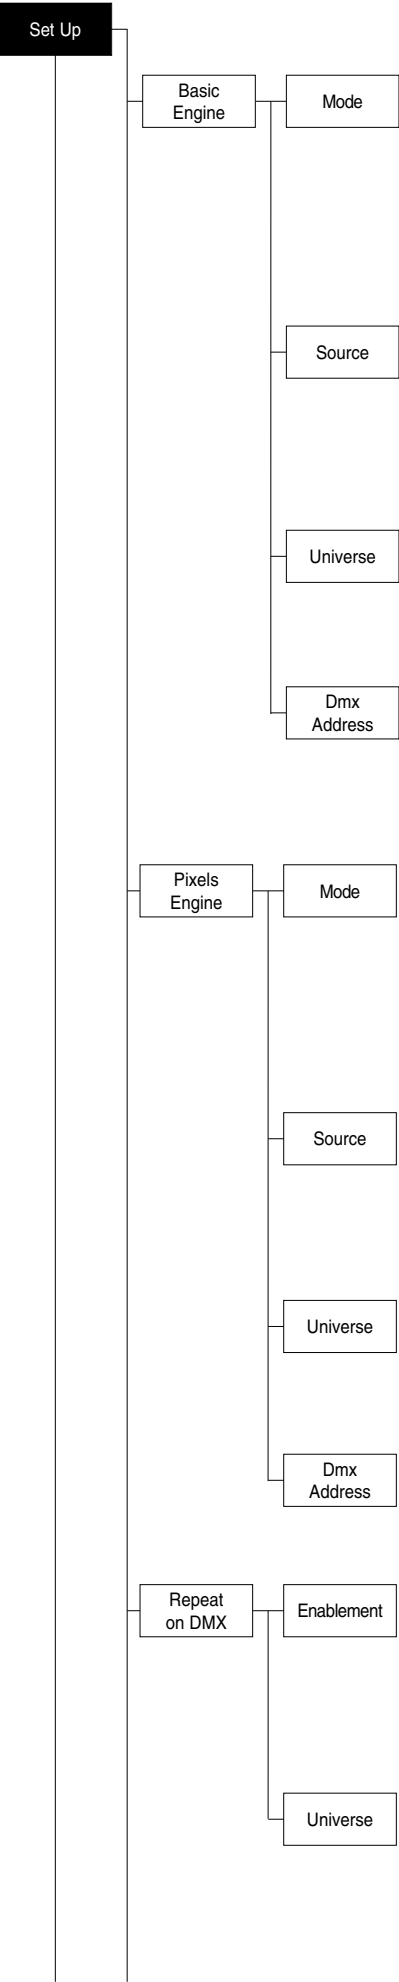 Set Up
Basic
Engine
Mode
Source
Universe
Dmx
Address
Pixels
Engine
Mode
Source
Universe
Dmx
Address
Repeat
on DMX
Enablement
Universe